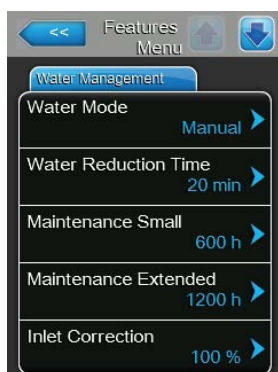 <<
Features
Menu
Water Management
Water Mode
Manual
Water Reduction Time
20 min
Maintenance Small
600 h
Maintenance Extended
1200 h
Inlet Correction
100 %